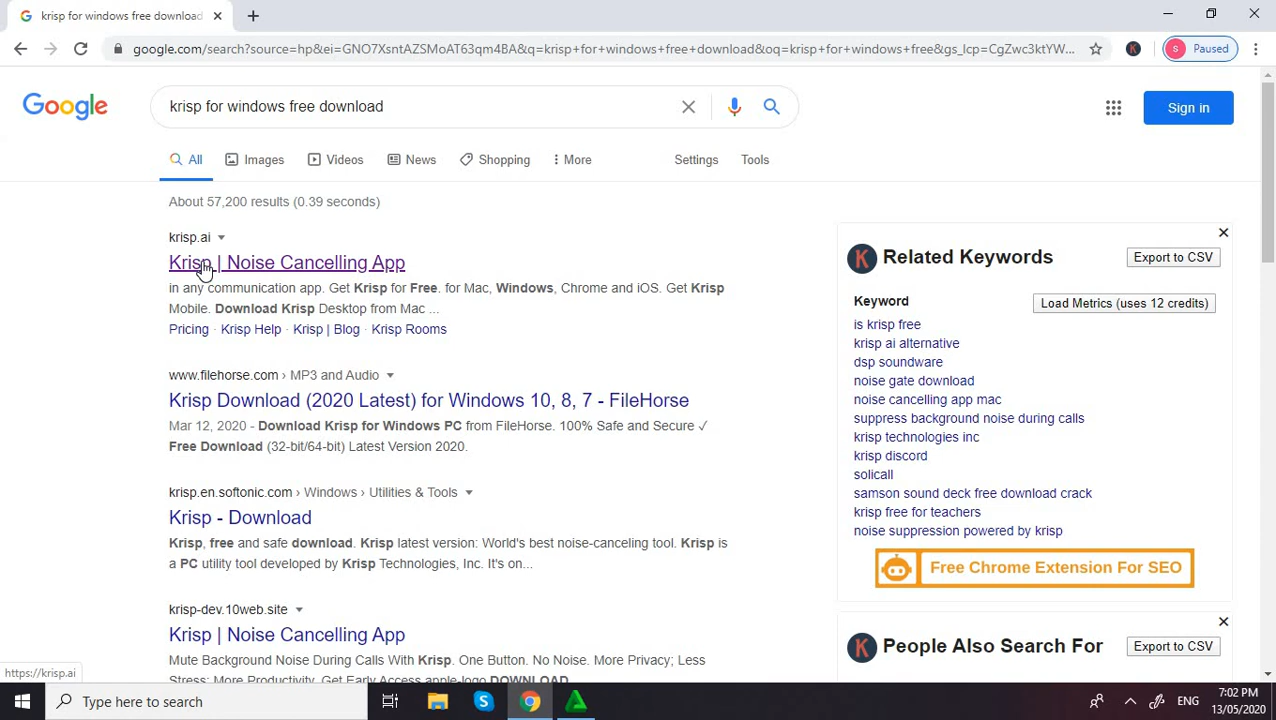 krisp for windows free download
google.com/search?source=hp&ei=GNO7XsntAZSMoAT63qm4BA&q=krisp+for+windows+free+download&oq=krisp+for+windows+free&gs_lcp=CgZwc3ktYW...
S Paused
Google
krisp for windows free download
Sign in
All Images Videos News Shopping More Settings Tools
About 57,200 results (0.39 seconds)
krisp.ai
Krisp | Noise Cancelling App
in any communication app. Get Krisp for Free. for Mac, Windows, Chrome and iOS. Get Krisp
Mobile. Download Krisp Desktop from Mac ...
Pricing · Krisp Help · Krisp | Blog · Krisp Rooms
www.filehorse.com › MP3 and Audio
Krisp Download (2020 Latest) for Windows 10, 8, 7 - FileHorse
Mar 12, 2020 - Download Krisp for Windows PC from FileHorse. 100% Safe and Secure ✓
Free Download (32-bit/64-bit) Latest Version 2020.
krisp.en.softonic.com › Windows › Utilities & Tools
Krisp - Download
Krisp, free and safe download. Krisp latest version: World's best noise-canceling tool. Krisp is
a PC utility tool developed by Krisp Technologies, Inc. It's on...
krisp-dev.10web.site
Krisp | Noise Cancelling App
Mute Background Noise During Calls With Krisp. One Button. No Noise. More Privacy; Less
Stress; More Productivity. Get Early Access apple-logo DOWNLOAD
K Related Keywords Export to CSV
Keyword Load Metrics (uses 12 credits)
is krisp free
krisp ai alternative
dsp soundware
noise gate download
noise cancelling app mac
suppress background noise during calls
krisp technologies inc
krisp discord
solicall
samson sound deck free download crack
krisp free for teachers
noise suppression powered by krisp
Free Chrome Extension For SEO
K People Also Search For Export to CSV
https://krisp.ai
Type here to search
ENG
7:02 PM
13/05/2020